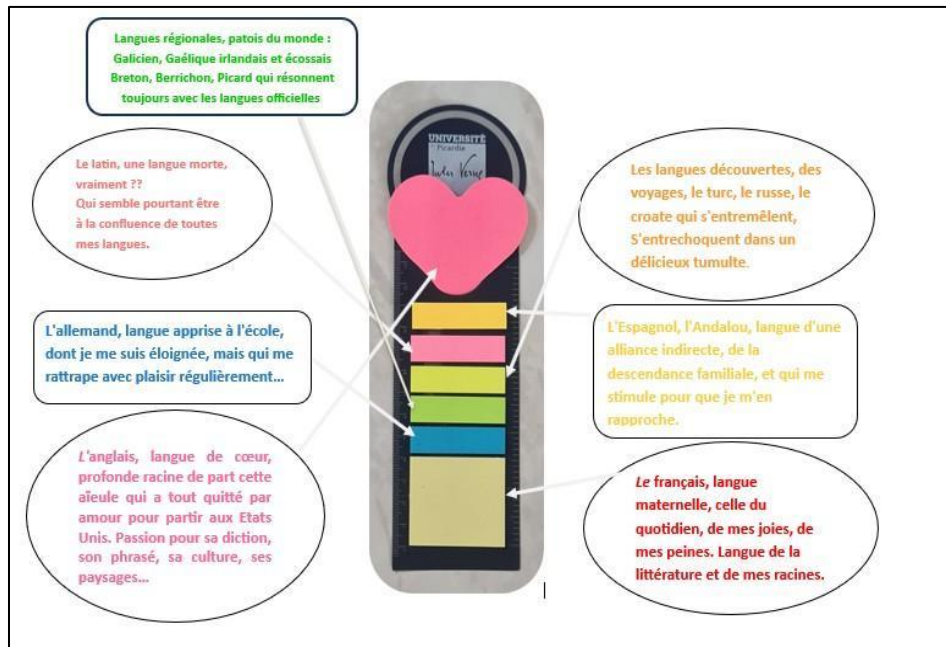 Langues régionales, patois du monde :
Galicien, Gaélique irlandais et écossais
Breton, Berrichon, Picard qui résonnent
toujours avec les langues officielles
UNIVERSITÉ
de Picardie
Jules Verne
Le latin, une langue morte,
vraiment ??
Qui semble pourtant être
à la confluence de toutes
mes langues.
Les langues découvertes, des
voyages, le turc, le russe, le
croate qui s'entremêlent,
S'entrechoquent dans un
délicieux tumulte.
L'allemand, langue apprise à l'école,
dont je me suis éloignée, mais qui me
rattrape avec plaisir régulièrement...
L'Espagnol, l'Andalou, langue d'une
alliance indirecte, de la
descendance familiale, et qui me
stimule pour que je m'en
rapproche.
L'anglais, langue de cœur,
profonde racine de part cette
aïeule qui a tout quitté par
amour pour partir aux Etats
Unis. Passion pour sa diction,
son phrasé, sa culture, ses
paysages...
Le français, langue
maternelle, celle du
quotidien, de mes joies, de
mes peines. Langue de la
littérature et de mes racines.